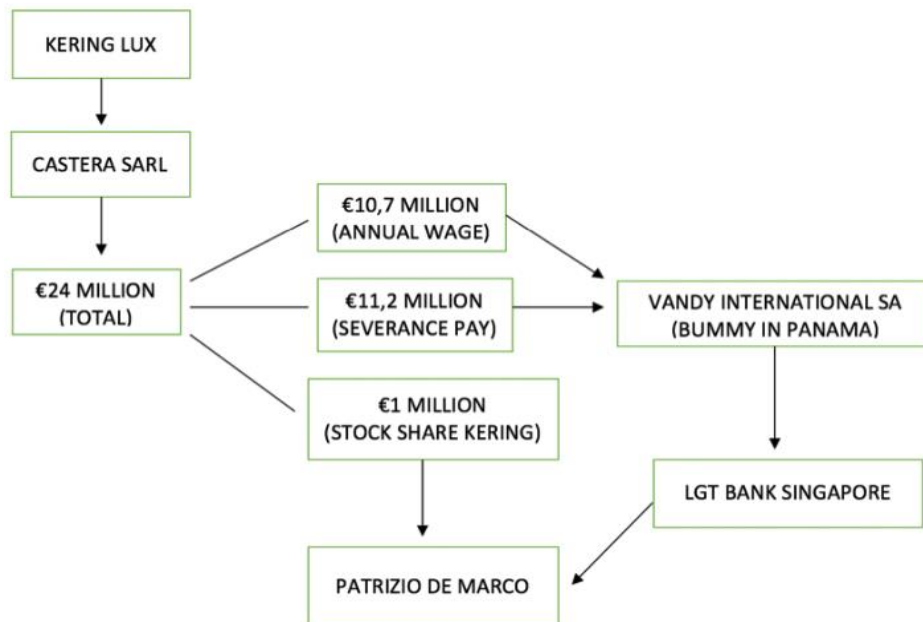 KERING LUX
CASTERA SARL
€10,7 MILLION
(ANNUAL WAGE)
€24 MILLION
(TOTAL)
€11,2 MILLION
(SEVERANCE PAY)
VANDY INTERNATIONAL SA
(BUMMY IN PANAMA)
€1 MILLION
(STOCK SHARE KERING)
LGT BANK SINGAPORE
PATRIZIO DE MARCO